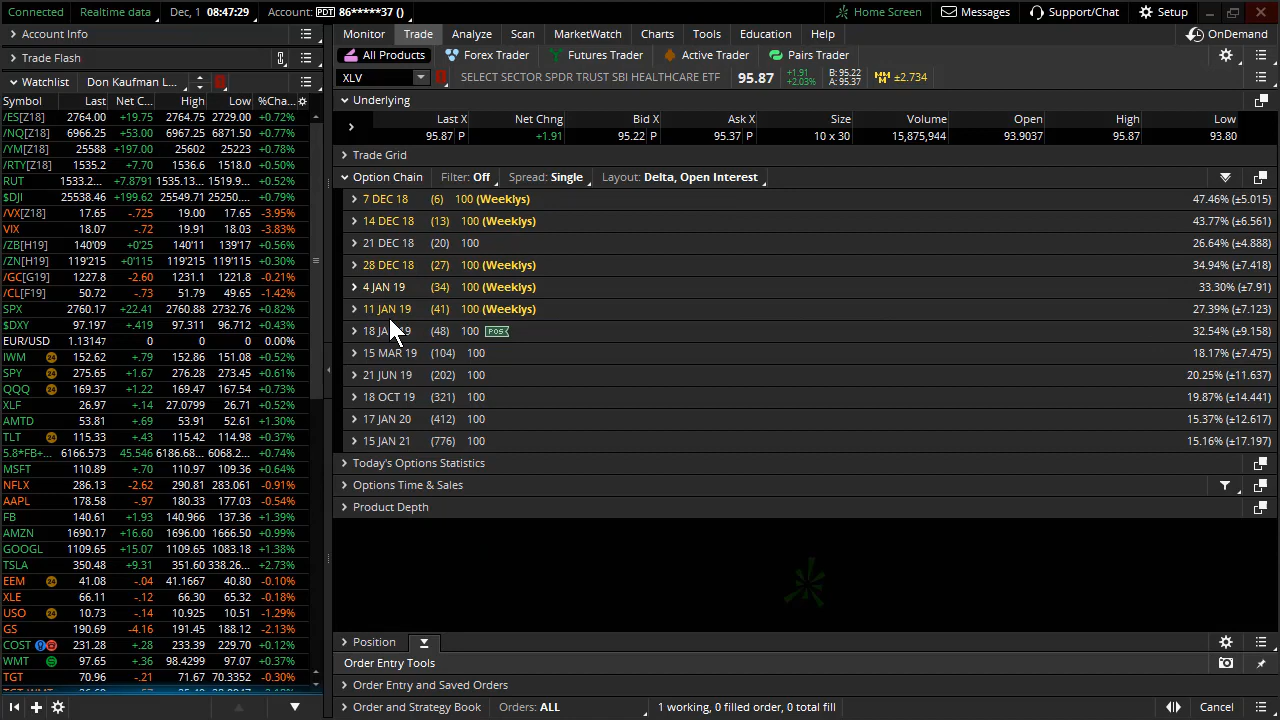 Connected Realtime data Dec, 1 08:47:29 Account: PDT 86*****37 () Home Screen Messages Support/Chat Setup
Account Info
Trade Flash
Watchlist Don Kaufman L...
Monitor Trade Analyze Scan MarketWatch Charts Tools Education Help OnDemand
All Products Forex Trader Futures Trader Active Trader Pairs Trader
XLV SELECT SECTOR SPDR TRUST SBI HEALTHCARE ETF 95.87 +1.91 +2.03% B: 95.22 A: 95.37 ±2.734
Symbol Last Net C... High Low %Cha...
/ES[Z18] 2764.00 +19.75 2764.75 2729.00 +0.72%
/NQ[Z18] 6966.25 +53.00 6967.25 6871.50 +0.77%
/YM[Z18] 25588 +197.00 25602 25223 +0.78%
/RTY[Z18] 1535.2 +7.70 1536.6 1518.0 +0.50%
RUT 1533.2... +7.8791 1535.13... 1519.9... +0.52%
$DJI 25538.46 +199.62 25549.71 25250.... +0.79%
/VX[Z18] 17.65 -.725 19.00 17.65 -3.95%
VIX 18.07 -.72 19.91 18.03 -3.83%
/ZB[H19] 140'09 +0'25 140'11 139'17 +0.56%
/ZN[H19] 119'215 +0'115 119'215 119'015 +0.30%
/GC[G19] 1227.8 -2.60 1231.1 1221.8 -0.21%
/CL[F19] 50.72 -.73 51.79 49.65 -1.42%
SPX 2760.17 +22.41 2760.88 2732.76 +0.82%
$DXY 97.197 +.419 97.311 96.712 +0.43%
EUR/USD 1.13147 0 0 0 0.00%
IWM 152.62 +.79 152.86 151.08 +0.52%
SPY 275.65 +1.67 276.28 273.45 +0.61%
QQQ 169.37 +1.22 169.47 167.54 +0.73%
XLF 26.97 +.14 27.0799 26.71 +0.52%
AMTD 53.81 +.69 53.91 52.61 +1.30%
TLT 115.33 +.43 115.42 114.98 +0.37%
5.8*FB+... 6166.573 45.546 6186.68... 6068.2... +0.74%
MSFT 110.89 +.70 110.97 109.36 +0.64%
NFLX 286.13 -2.62 290.81 283.061 -0.91%
AAPL 178.58 -.97 180.33 177.03 -0.54%
FB 140.61 +1.93 140.966 137.36 +1.39%
AMZN 1690.17 +16.60 1696.00 1666.50 +0.99%
GOOGL 1109.65 +15.07 1109.65 1083.18 +1.38%
TSLA 350.48 +9.31 351.60 338.26... +2.73%
EEM 41.08 -.04 41.1667 40.80 -0.10%
XLE 66.11 -.12 66.30 65.32 -0.18%
USO 10.73 -.14 10.925 10.51 -1.29%
GS 190.69 -4.16 191.45 188.12 -2.13%
COST 231.28 +.28 233.39 229.70 +0.12%
WMT 97.65 +.36 98.4299 97.07 +0.37%
TGT 70.96 -.21 71.67 70.3352 -0.30%
Underlying
Last X Net Chng Bid X Ask X Size Volume Open High Low
95.87 P +1.91 95.22 P 95.37 P 10 x 30 15,875,944 93.9037 95.87 93.80
Trade Grid
Option Chain Filter: Off Spread: Single Layout: Delta, Open Interest
7 DEC 18 (6) 100 (Weeklys) 47.46% (±5.015)
14 DEC 18 (13) 100 (Weeklys) 43.77% (±6.561)
21 DEC 18 (20) 100 26.64% (±4.888)
28 DEC 18 (27) 100 (Weeklys) 34.94% (±7.418)
4 JAN 19 (34) 100 (Weeklys) 33.30% (±7.91)
11 JAN 19 (41) 100 (Weeklys) 27.39% (±7.123)
18 JAN 19 (48) 100 POS 32.54% (±9.158)
15 MAR 19 (104) 100 18.17% (±7.475)
21 JUN 19 (202) 100 20.25% (±11.637)
18 OCT 19 (321) 100 19.87% (±14.441)
17 JAN 20 (412) 100 15.37% (±12.617)
15 JAN 21 (776) 100 15.16% (±17.197)
Today's Options Statistics
Options Time & Sales
Product Depth
Position
Order Entry Tools
Order Entry and Saved Orders
Order and Strategy Book Orders: ALL 1 working, 0 filled order, 0 total fill Cancel